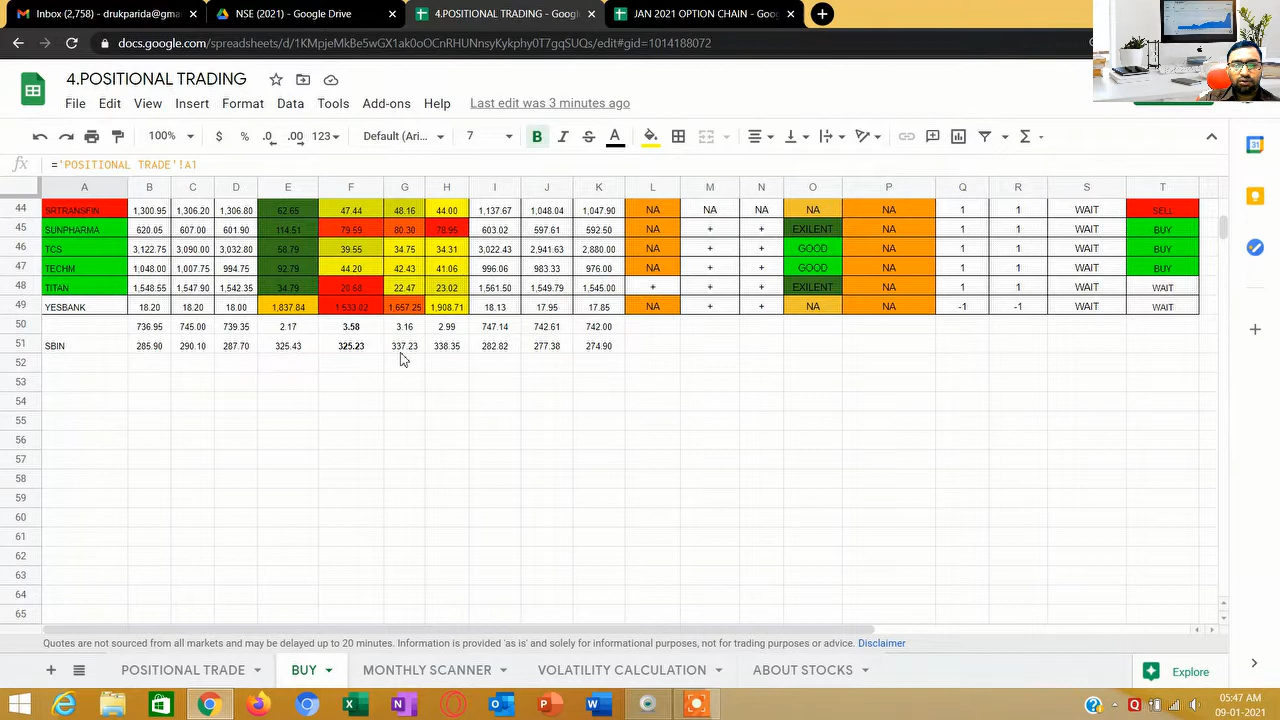 Inbox (2,758) - drukparida@gma
NSE (2021) - Google Drive
4.POSITIONAL TRADING
JAN 2021 OPTION
4.POSITIONAL TRADING
File Edit View Insert Format Data Tools Add-ons Help Last edit was 3 minutes ago
100% $ % .0 .00 123 Default (Ari... 7 B I S A
fx ='POSITIONAL TRADE'!A1
A B C D E F G H I J K L M N O P Q R S T
44 SRTRANSFIN 1,300.95 1,306.20 1,306.80 62.65 47.44 48.16 44.00 1,048.04 1,047.90 NA NA NA NA NA 1 1 WAIT SELL
45 SUNPHARMA 620.05 609.00 601.90 114.51 79.59 80.30 78.95 603.02 597.61 592.50 NA + + EXILENT NA 1 1 WAIT BUY
46 TCS 3,122.75 3,090.00 3,032.80 58.79 39.55 34.75 34.31 3,022.43 2,941.63 2,880.00 NA + + GOOD NA 1 1 WAIT BUY
47 TECHM 1,048.00 1,007.75 994.75 92.79 44.20 42.43 41.06 996.06 983.33 976.00 NA + + GOOD NA 1 1 WAIT BUY
48 TITAN 1,548.55 1,547.90 1,542.35 34.79 20.68 22.47 23.02 1,561.50 1,549.79 1,545.00 + + + EXILENT NA 1 1 WAIT WAIT
49 YESBANK 18.20 18.20 18.00 1,837.84 1,533.02 1,657.25 1,908.71 18.13 17.95 17.85 NA + + NA NA -1 -1 WAIT WAIT
50 736.95 745.00 739.35 2.17 3.58 3.16 2.99 747.14 742.61 742.00
51 SBIN 285.90 290.10 287.70 325.43 325.23 337.23 338.35 282.82 277.38 274.90
52
53
54
55
56
57
58
59
60
61
62
63
64
65
Quotes are not sourced from all markets and may be delayed up to 20 minutes. Information is provided 'as is' and solely for informational purposes, not for trading purposes or advice. Disclaimer
POSITIONAL TRADE BUY MONTHLY SCANNER VOLATILITY CALCULATION ABOUT STOCKS Explore
05:47 AM
09-01-2021